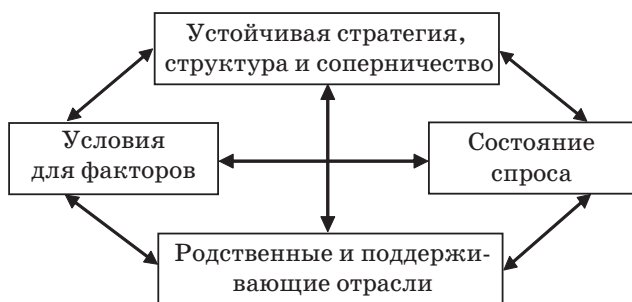 Устойчивая стратегия,
структура и соперничество
Условия
для факторов
Состояние
спроса
Родственные и поддержи-
вающие отрасли